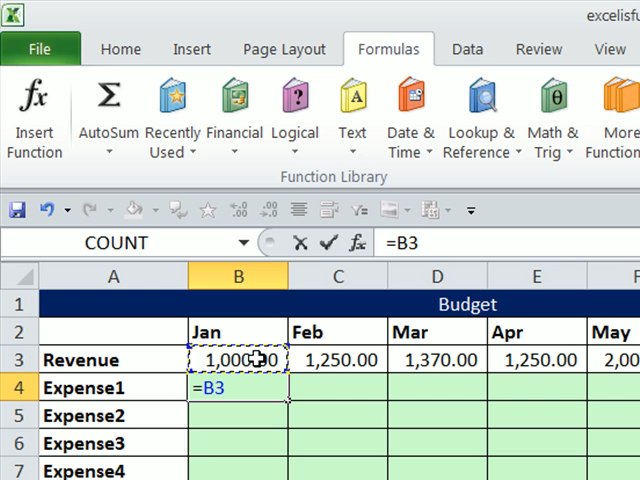 excelisfu
File Home Insert Page Layout Formulas Data Review View
fx Σ ? A θ
Insert Function AutoSum Recently Used Financial Logical Text Date & Time Lookup & Reference Math & Trig More Function
Function Library
COUNT fx =B3
A B C D E F
1 Budget
2 Jan Feb Mar Apr May
3 Revenue 1,000.00 1,250.00 1,370.00 1,250.00 2,00
4 Expense1 =B3
5 Expense2
6 Expense3
7 Expense4